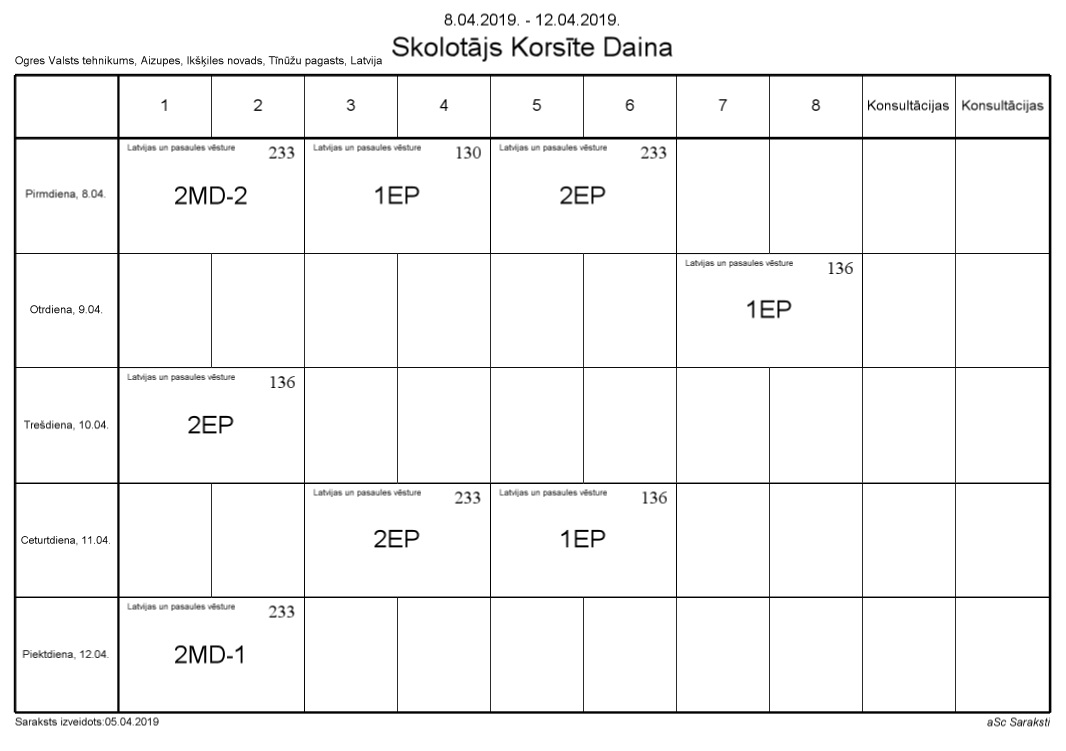 8.04.2019. - 12.04.2019.
Skolotājs Korsīte Daina
Ogres Valsts tehnikums, Aizupes, Ikšķiles novads, Tīnūžu pagasts, Latvija
1 2 3 4 5 6 7 8 Konsultācijas Konsultācijas
Latvijas un pasaules vēsture 233 Latvijas un pasaules vēsture 130 Latvijas un pasaules vēsture 233
Pirmdiena, 8.04. 2MD-2 1EP 2EP
Latvijas un pasaules vēsture 136
Otrdiena, 9.04. 1EP
Latvijas un pasaules vēsture 136
Trešdiena, 10.04. 2EP
Latvijas un pasaules vēsture 233 Latvijas un pasaules vēsture 136
Ceturtdiena, 11.04. 2EP 1EP
Latvijas un pasaules vēsture 233
Piektdiena, 12.04. 2MD-1
Saraksts izveidots:05.04.2019 aSc Saraksti